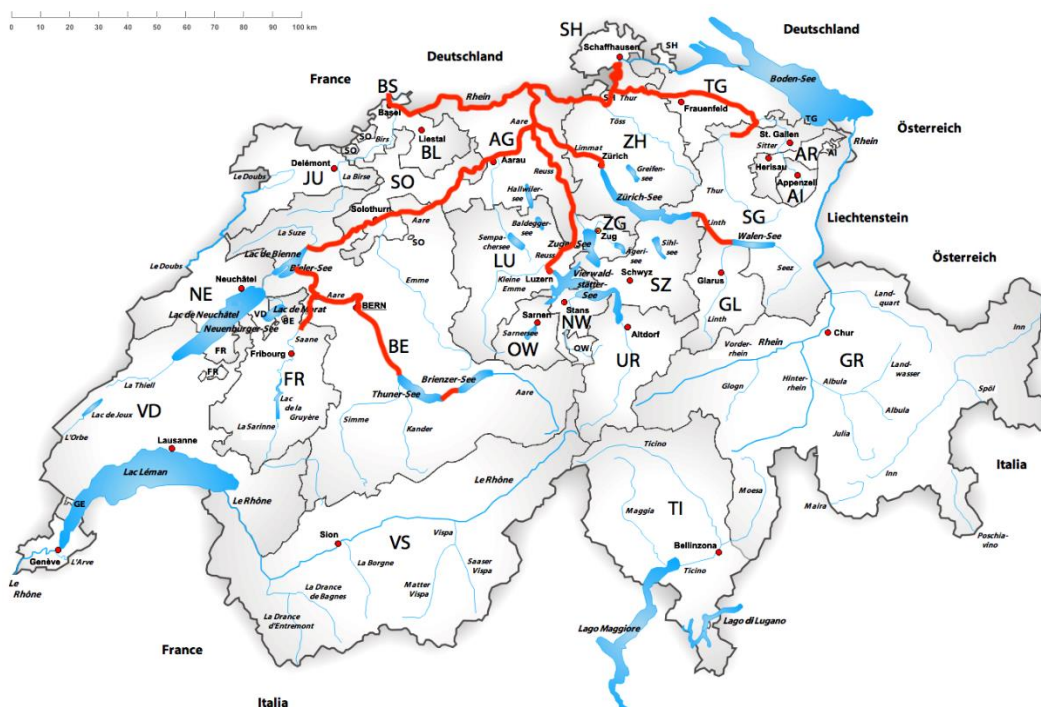 0 10 20 30 40 50 60 70 80 90 100 km
SH
Schaffhausen
SH
Deutschland
Deutschland
France
BS
Basel
Rhein
SH
Thur
TG
Boden-See
Frauenfeld
Österreich
SO
SO
Birs
Liestal
BL
Aare
AG
Aarau
Töss
ZH
Limmat
Zürich
TG
St. Gallen
Sitter
AR
AI
Herisau
Appenzell
AI
Rhein
Le Doubs
Delémont
JU
La Birse
SO
Reuss
Greifen-
see
Hallwiler-
see
Zürich-See
Thur
SG
Solothurn
Aare
SO
La Suze
Baldegger-
see
ZG
Zug
Zuger-See
Ägeri-
see
Sihl-
see
Linth
Walen-See
Liechtenstein
Lac de Bienne
Bieler-See
Sempa-
chersee
LU
Reuss
Österreich
Le Doubs
Neuchâtel
NE
Emme
Kleine
Emme
Luzern
Vierwald-
stätter-
See
Schwyz
SZ
Glarus
GL
Seez
Lac de Neuchâtel
Neuenburger-See
VD
Lac de Morat
BE
Aare
BERN
Stans
NW
Sarnen
Sarnersee
OW
OW
Altdorf
UR
Linth
Land-
quart
Inn
Chur
FR
FR
Fribourg
Saane
FR
BE
Rhein
Vorder-
rhein
GR
La Thiell
Thuner-See
Brienzer-See
Aare
Glogn
Hinter-
rhein
Albula
Land-
wasser
Spöl
Lac de Joux
VD
L'Orbe
Lac
de la
Gruyère
La Sarinne
Simme
Kander
Albula
Julia
Lausanne
Lac Léman
Ticino
Inn
Italia
GE
Le Rhône
Le Rhône
Maggia
TI
Moesa
Maira
Poschia-
vino
Genève
L'Arve
Le
Rhône
Sion
VS
La Borgne
Vispa
Saaser
Vispa
Matter
Vispa
Bellinzona
Ticino
La Drance
de Bagnes
La Drance
d'Entremont
Lago Maggiore
Lago di Lugano
France
Italia